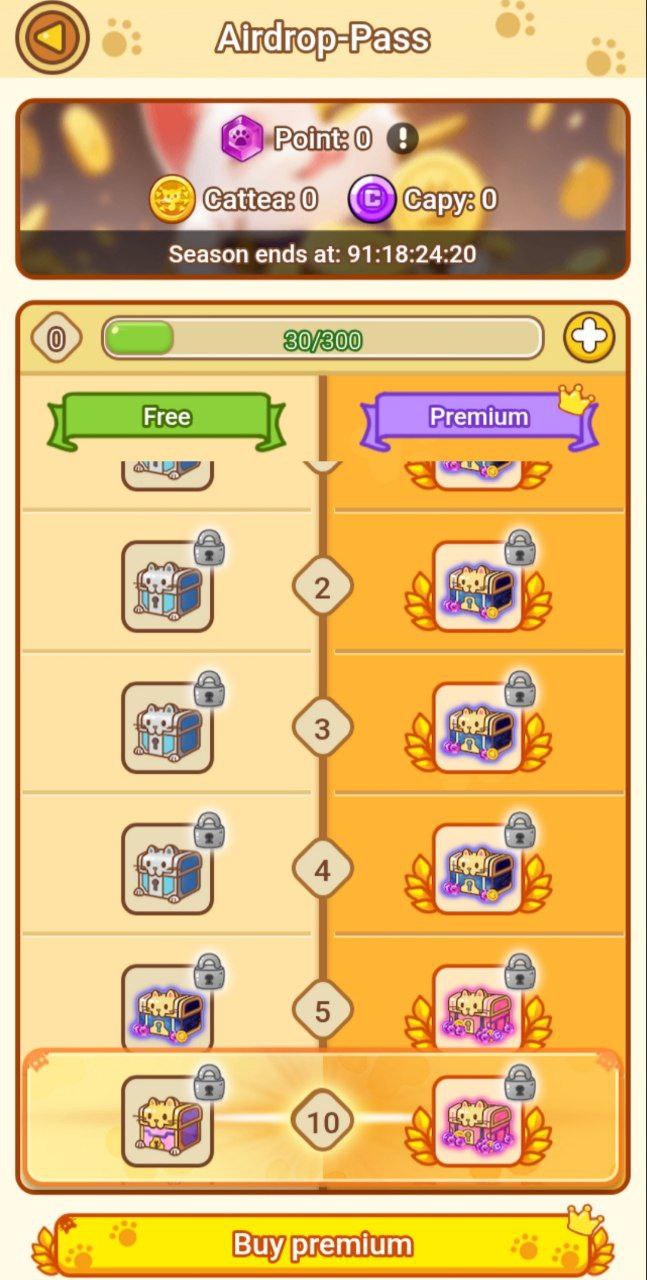 Airdrop-Pass
Point: 0 !
Cattea: 0 C Capy: 0
Season ends at: 91:18:24:20
0 30/300
Free Premium
2
3
4
5
10
Buy premium